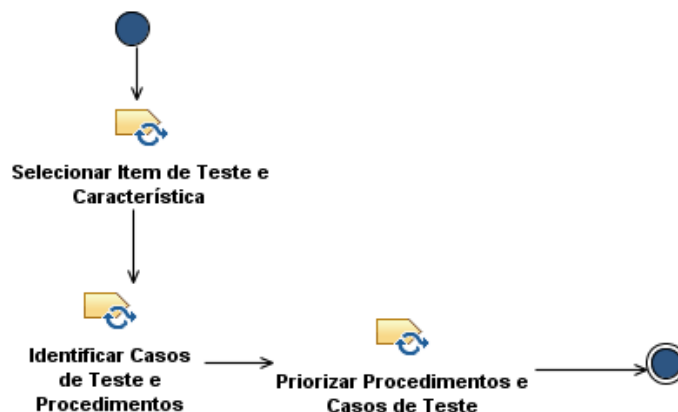 Selecionar Item de Teste e
Característica
Identificar Casos
de Teste e
Procedimentos
Priorizar Procedimentos e
Casos de Teste